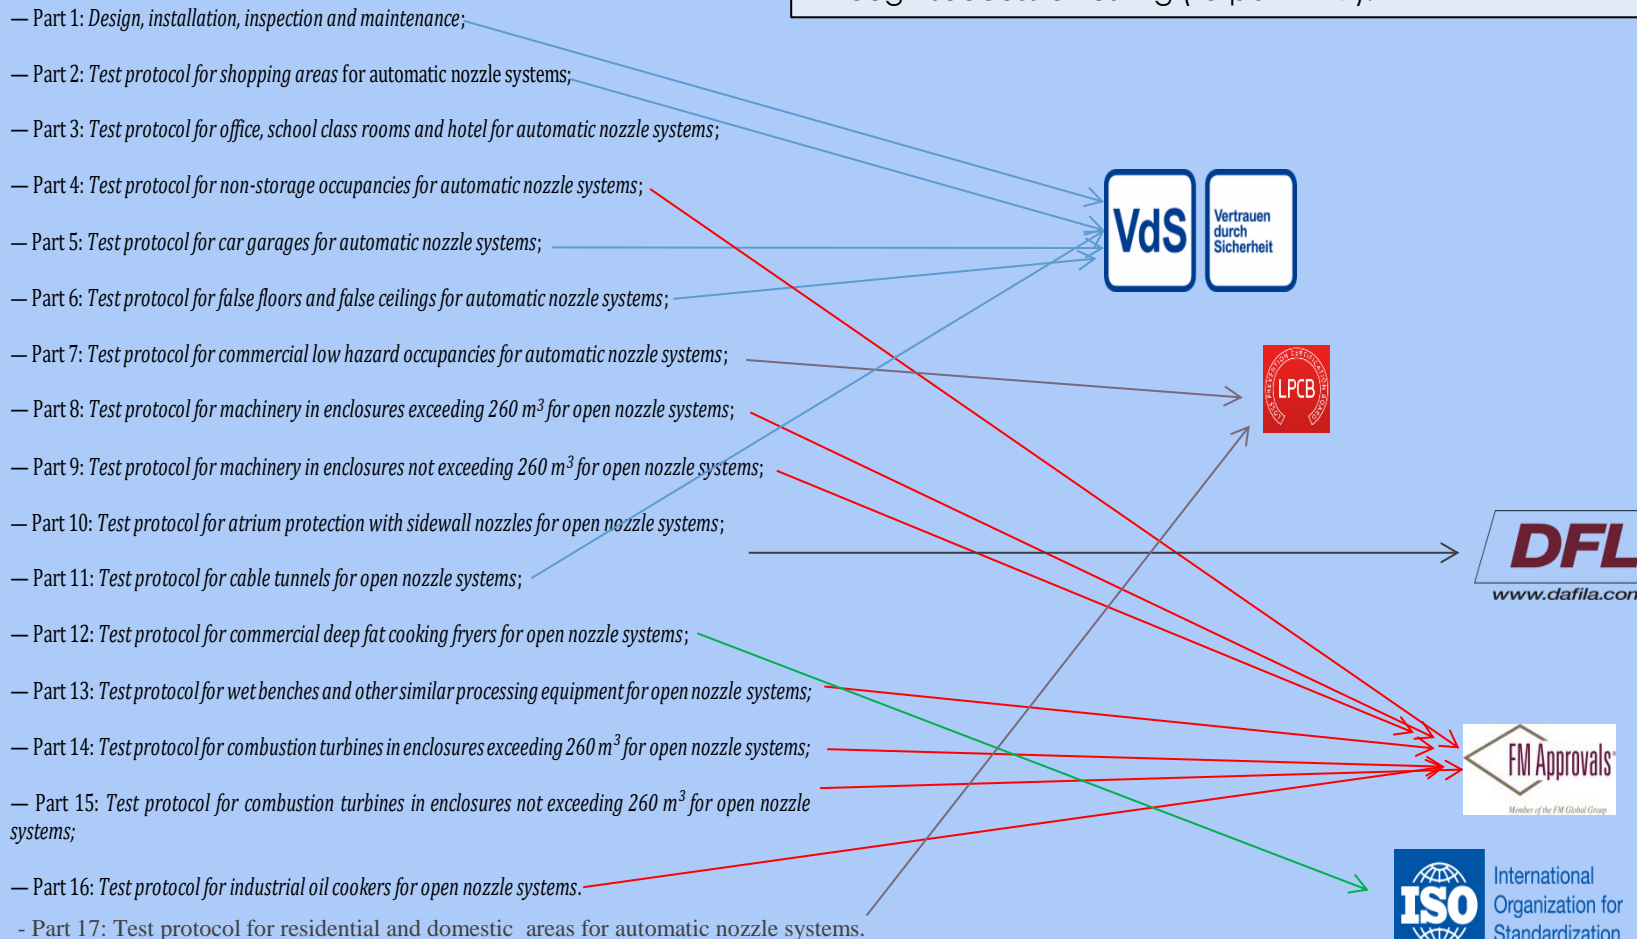 — Part 1: Design, installation, inspection and maintenance;
— Part 2: Test protocol for shopping areas for automatic nozzle systems;
— Part 3: Test protocol for office, school class rooms and hotel for automatic nozzle systems;
— Part 4: Test protocol for non-storage occupancies for automatic nozzle systems;
— Part 5: Test protocol for car garages for automatic nozzle systems;
— Part 6: Test protocol for false floors and false ceilings for automatic nozzle systems;
— Part 7: Test protocol for commercial low hazard occupancies for automatic nozzle systems;
— Part 8: Test protocol for machinery in enclosures exceeding 260 m³ for open nozzle systems;
— Part 9: Test protocol for machinery in enclosures not exceeding 260 m³ for open nozzle systems;
— Part 10: Test protocol for atrium protection with sidewall nozzles for open nozzle systems;
— Part 11: Test protocol for cable tunnels for open nozzle systems;
— Part 12: Test protocol for commercial deep fat cooking fryers for open nozzle systems;
— Part 13: Test protocol for wet benches and other similar processing equipment for open nozzle systems;
— Part 14: Test protocol for combustion turbines in enclosures exceeding 260 m³ for open nozzle systems;
— Part 15: Test protocol for combustion turbines in enclosures not exceeding 260 m³ for open nozzle
systems;
— Part 16: Test protocol for industrial oil cookers for open nozzle systems.
- Part 17: Test protocol for residential and domestic areas for automatic nozzle systems.
VdS
Vertrauen
durch
Sicherheit
LOSS PREVENTION CERTIFICATION BOARD
LPCB
DFL
www.dafila.con
FM Approvals
Member of the FM Global Group
ISO
International
Organization for
Standardization